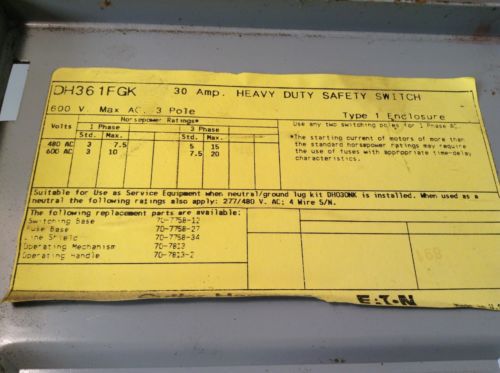 DH361FGK 30 Amp. HEAVY DUTY SAFETY SWITCH
600 V. Max AC, 3 Pole Type 1 Enclosure
Horsepower Ratings*
Volts 1 Phase 3 Phase
Std. Max. Std. Max.
480 AC 3 7.5 5 15
600 AC 3 10 7.5 20
Use any two switching poles for 1 Phase AC.
*The starting current of motors of more than
the standard horsepower ratings may require
the use of fuses with appropriate time-delay
characteristics.
Suitable for Use as Service Equipment when neutral/ground lug kit DH030NK is installed. When used as a
neutral the following ratings also apply: 277/480 V. AC; 4 Wire S/N.
The following replacement parts are available:
Switching Base 70-7758-12
Fuse Base 70-7758-27
Line Shield 70-7758-34
Operating Mechanism 70-7813
Operating Handle 70-7813-2
EATON